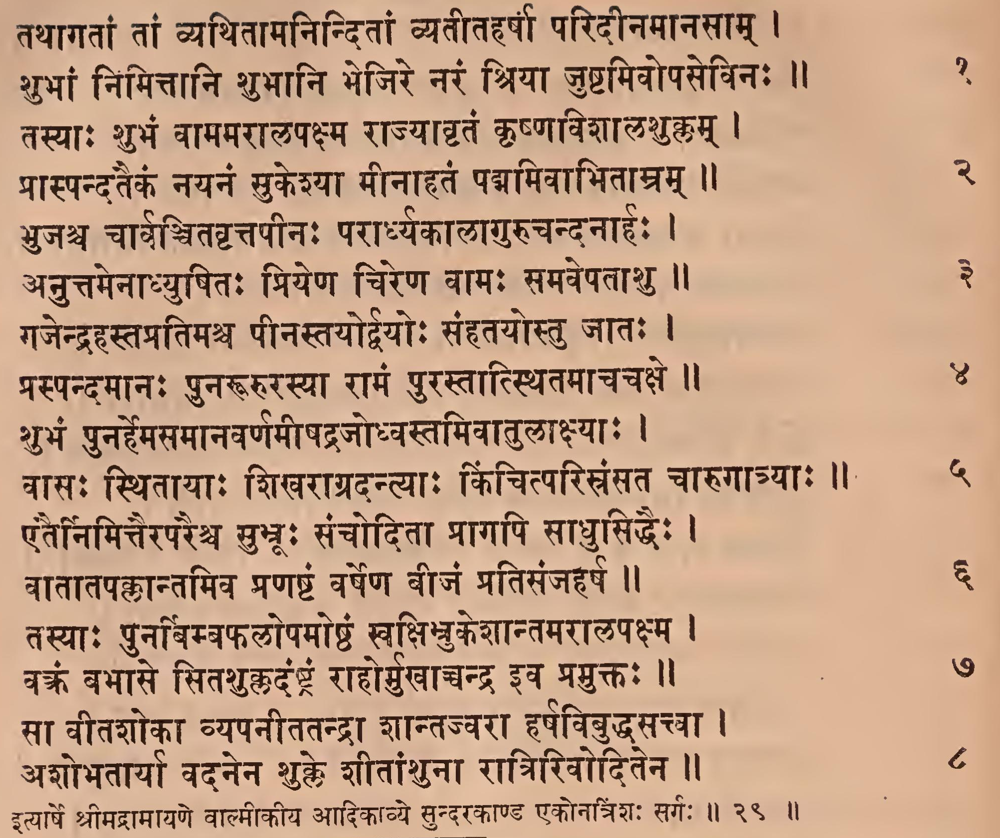 तथागतां तां व्यथितामनिन्दितां व्यतीतहर्षां परिदीनमानसाम् ।
शुभां निमित्तानि शुभानि भेजिरे नरं श्रिया जुष्टमिवोपसेविनः ॥ १
तस्याः शुभं वाममरालपक्ष्म राज्यावृतं कृष्णविशालशुक्लम् ।
प्रास्पन्दतैकं नयनं सुकेश्या मीनाहतं पद्ममिवाभिताम्रम् ॥ २
भुजश्च चार्वञ्चितवृत्तपीनः परार्ध्यकालागुरुचन्दनार्हः ।
अनुत्तमेनाध्युषितः प्रियेण चिरेण वामः समवेपताशु ॥ ३
गजेन्द्रहस्तप्रतिमश्च पीनस्तयोर्द्वयोः संहतयोस्तु जातः ।
प्रस्पन्दमानः पुनरूरुरस्या रामं पुरस्तात्स्थितमाचचक्षे ॥ ४
शुभं पुनर्हेमसमानवर्णमीषद्रजोध्वस्तमिवातुलाक्ष्याः ।
वासः स्थितायाः शिखराग्रदन्त्याः किंचित्परिस्रंसत चारुगात्र्याः ॥ ५
एतैर्निमित्तैरपरैश्च सुभ्रूः संचोदिता प्रागपि साधुसिद्धैः ।
वातातपक्लान्तमिव प्रणष्टं वर्षेण बीजं प्रतिसंजहर्ष ॥ ६
तस्याः पुनर्बिम्बफलोपमोष्ठं स्वक्षिभ्रुकेशान्तमरालपक्ष्म ।
वक्त्रं बभासे सितशुक्लदंष्ट्रं राहोर्मुखाच्चन्द्र इव प्रमुक्तः ॥ ७
सा वीतशोका व्यपनीततन्द्रा शान्तज्वरा हर्षविबुद्धसत्त्वा ।
अशोभतार्या वदनेन शुक्ले शीतांशुना रात्रिरिवोदितेन ॥ ८
इत्यार्षे श्रीमद्रामायणे वाल्मीकीय आदिकाव्ये सुन्दरकाण्ड एकोनत्रिंशः सर्गः ॥ २९ ॥